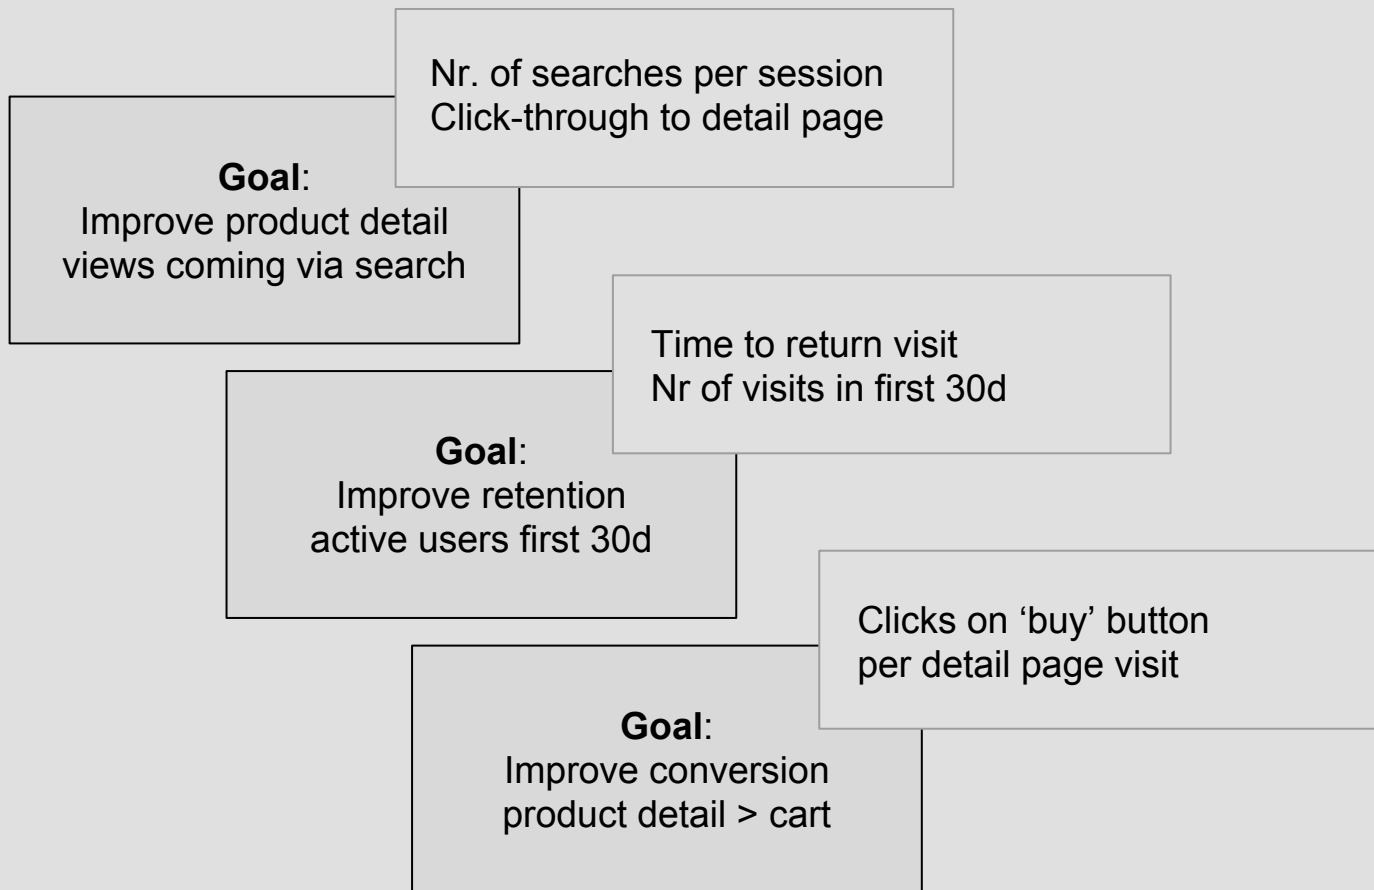 Nr. of searches per session
Click-through to detail page
Goal:
Improve product detail
views coming via search
Time to return visit
Nr of visits in first 30d
Goal:
Improve retention
active users first 30d
Clicks on ‘buy’ button
per detail page visit
Goal:
Improve conversion
product detail > cart